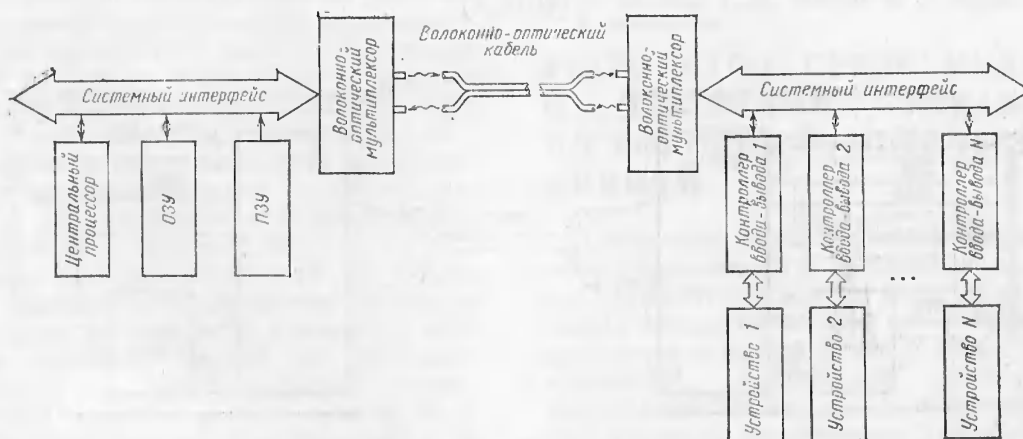 Волоконно-оптический
кабель
Системный интерфейс
Волоконно-
оптический
мультиплексор
Волоконно-
оптический
мультиплексор
Системный интерфейс
Центральный
процессор
ОЗУ
ПЗУ
Контроллер
ввода-вывода 1
Контроллер
ввода-вывода 2
Контроллер
ввода-вывода N
...
Устройство 1
Устройство 2
Устройство N